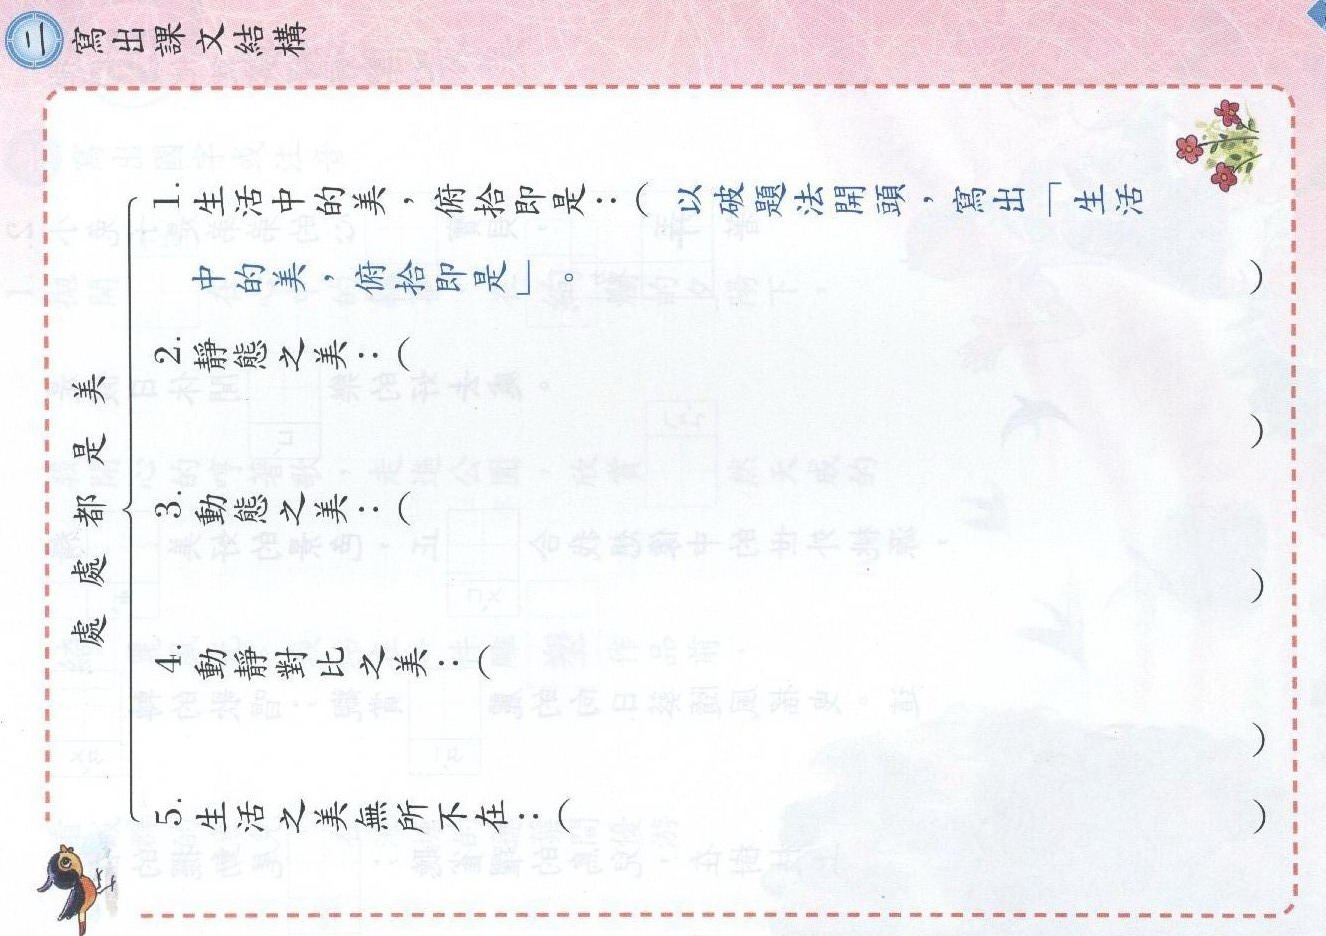 二 寫出課文結構
處處都是美
1. 生活中的美，俯拾即是：（以破題法開頭，寫出「生活
中的美，俯拾即是」。）
2. 靜態之美：（ ）
3. 動態之美：（ ）
4. 動靜對比之美：（ ）
5. 生活之美無所不在：（ ）